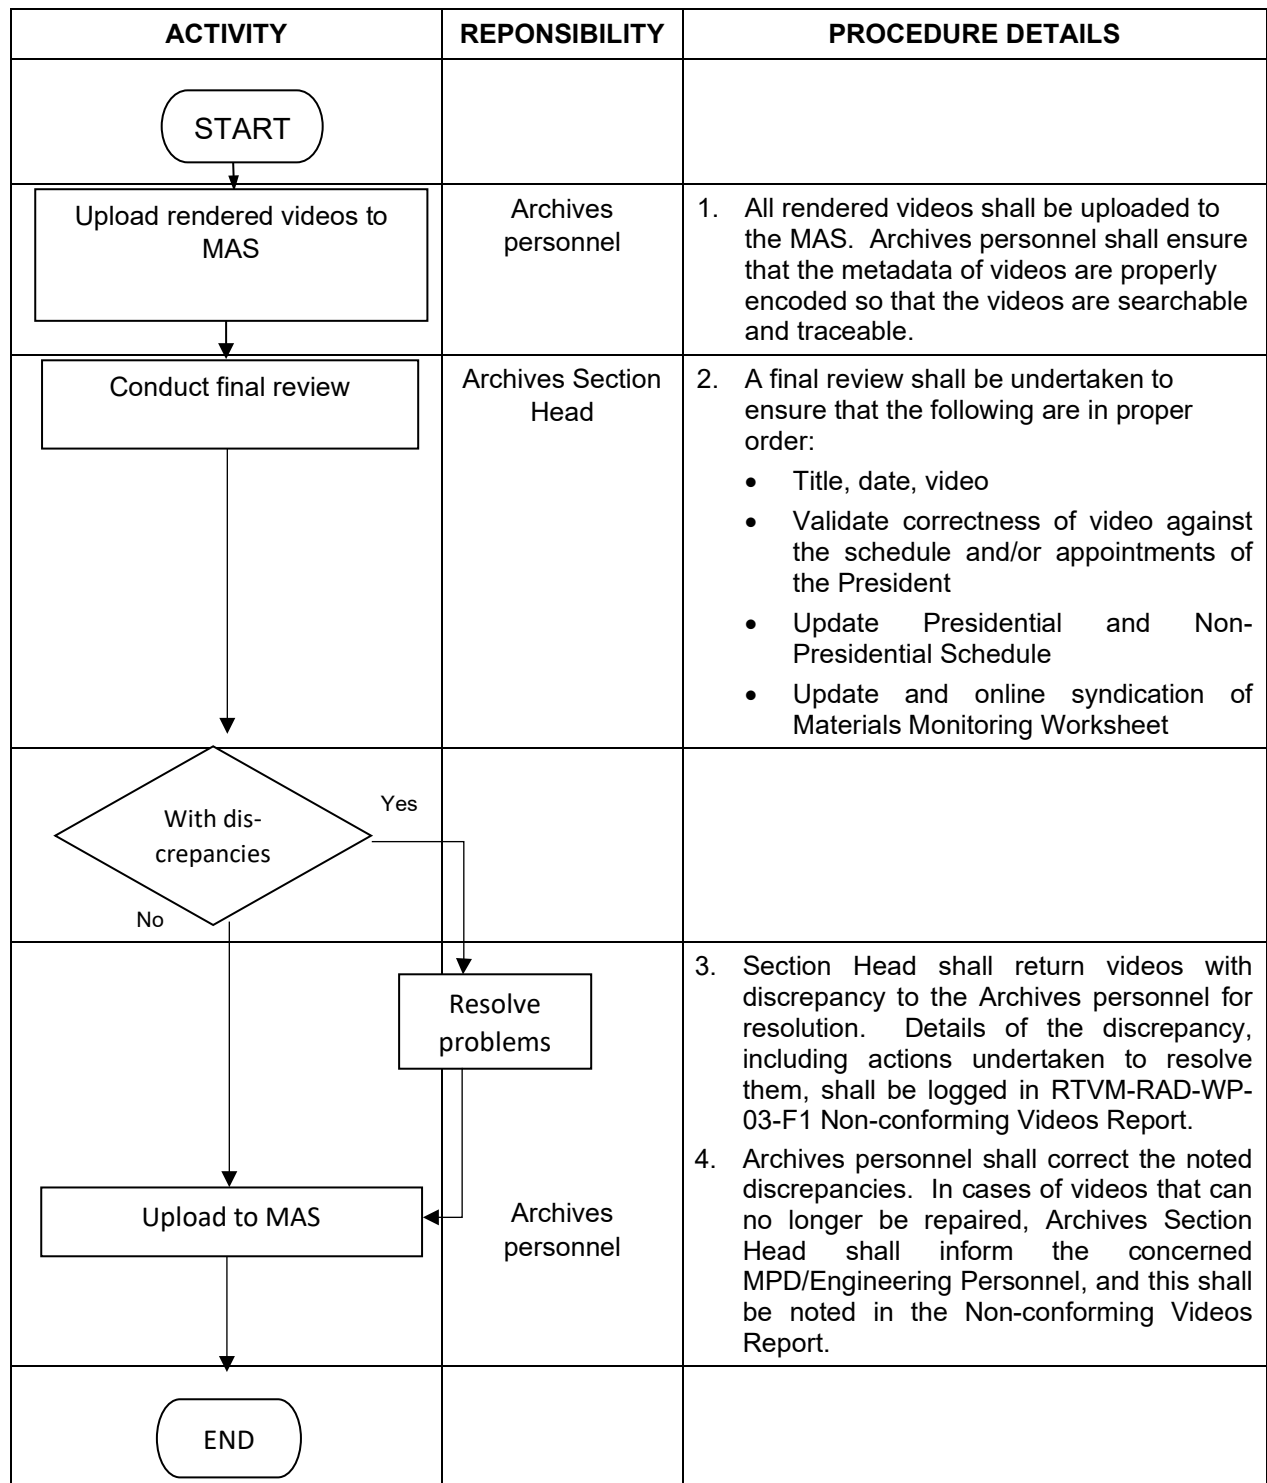 ACTIVITY
REPONSIBILITY
PROCEDURE DETAILS
START
Upload rendered videos to
MAS
Archives
personnel
1. All rendered videos shall be uploaded to
the MAS. Archives personnel shall ensure
that the metadata of videos are properly
encoded so that the videos are searchable
and traceable.
Conduct final review
Archives Section
Head
2. A final review shall be undertaken to
ensure that the following are in proper
order:
• Title, date, video
• Validate correctness of video against
the schedule and/or appointments of
the President
• Update Presidential and Non-
Presidential Schedule
• Update and online syndication of
Materials Monitoring Worksheet
With dis-
crepancies
Yes
No
Resolve
problems
3. Section Head shall return videos with
discrepancy to the Archives personnel for
resolution. Details of the discrepancy,
including actions undertaken to resolve
them, shall be logged in RTVM-RAD-WP-
03-F1 Non-conforming Videos Report.
Upload to MAS
Archives
personnel
4. Archives personnel shall correct the noted
discrepancies. In cases of videos that can
no longer be repaired, Archives Section
Head shall inform the concerned
MPD/Engineering Personnel, and this shall
be noted in the Non-conforming Videos
Report.
END